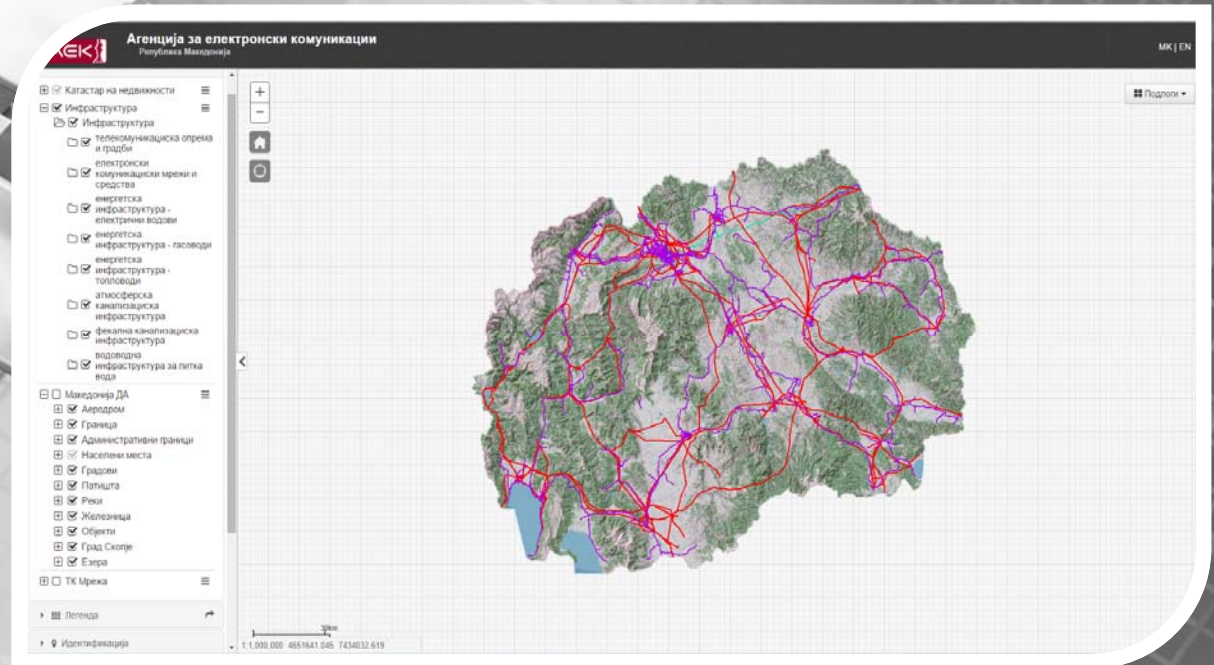 АЕК
Агенција за електронски комуникации
Република Македонија
MK | EN
Катастар на недвижности
Инфраструктура
Инфраструктура
телекомуникациска опрема
и градби
електронски
комуникациски мрежи и
средства
енергетска
инфраструктура -
електрични водови
енергетска
инфраструктура - гасоводи
енергетска
инфраструктура -
топловоди
атмосферска
канализациска
инфраструктура
фекална канализациска
инфраструктура
водоводна
инфраструктура за питка
вода
Македонија ДА
Аеродром
Граница
Административни граници
Населени места
Градови
Патишта
Реки
Железница
Објекти
Град Скопје
Езера
ТК Мрежа
Легенда
Идентификација
+
−
Подлоги
1:1,000,000 4651641.045 7434032.619